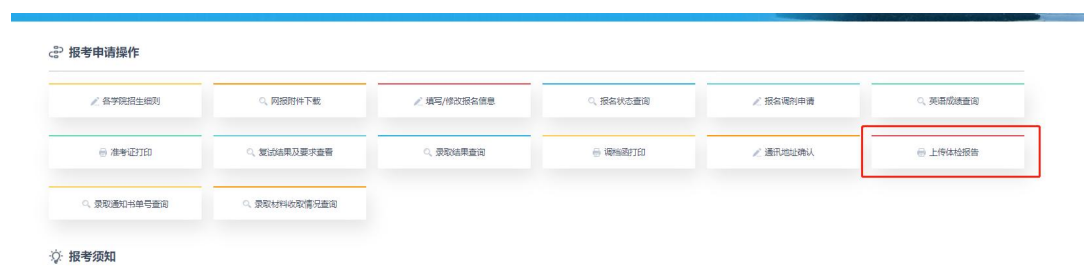 报考申请操作
各学院招生细则 网报附件下载 填写/修改报名信息 报名状态查询 报名调剂申请 英语成绩查询
准考证打印 复试结果及要求查看 录取结果查询 调档函打印 通讯地址确认 上传体检报告
录取通知书单号查询 录取材料收取情况查询
报考须知